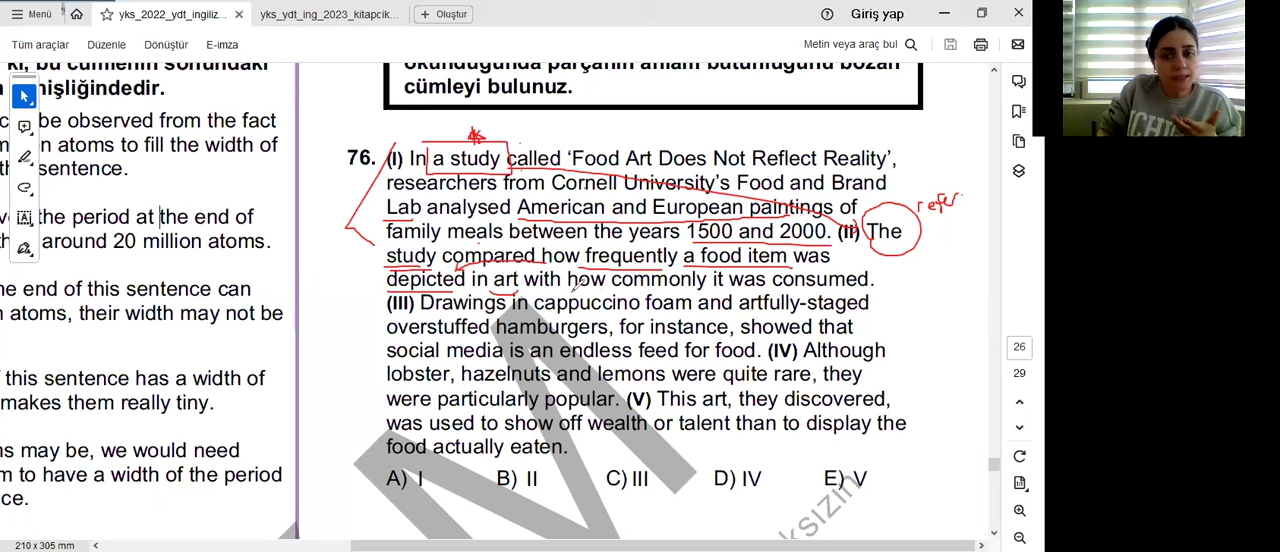 Menü
yks_2022_ydt_ingiliz...
yks_ydt_ing_2023_kitapcik...
Oluştur
Giriş yap
Tüm araçlar
Düzenle
Dönüştür
E-imza
Metin veya araç bul
ki, bu cümlenin sonundaki
nişliğindedir.
c be observed from the fact
n atoms to fill the width of
sentence.
the period at the end of
around 20 million atoms.
ne end of this sentence can
n atoms, their width may not be
f this sentence has a width of
makes them really tiny.
s may be, we would need
m to have a width of the period
ce.
okunduğunda parçanın anlam bütünlüğünü bozan
cümleyi bulunuz.
76. (I) In a study called ‘Food Art Does Not Reflect Reality’,
researchers from Cornell University’s Food and Brand
Lab analysed American and European paintings of
family meals between the years 1500 and 2000. (II) The
study compared how frequently a food item was
depicted in art with how commonly it was consumed.
(III) Drawings in cappuccino foam and artfully-staged
overstuffed hamburgers, for instance, showed that
social media is an endless feed for food. (IV) Although
lobster, hazelnuts and lemons were quite rare, they
were particularly popular. (V) This art, they discovered,
was used to show off wealth or talent than to display the
food actually eaten.
A) I B) II C) III D) IV E) V
refer
26
29
210 x 305 mm